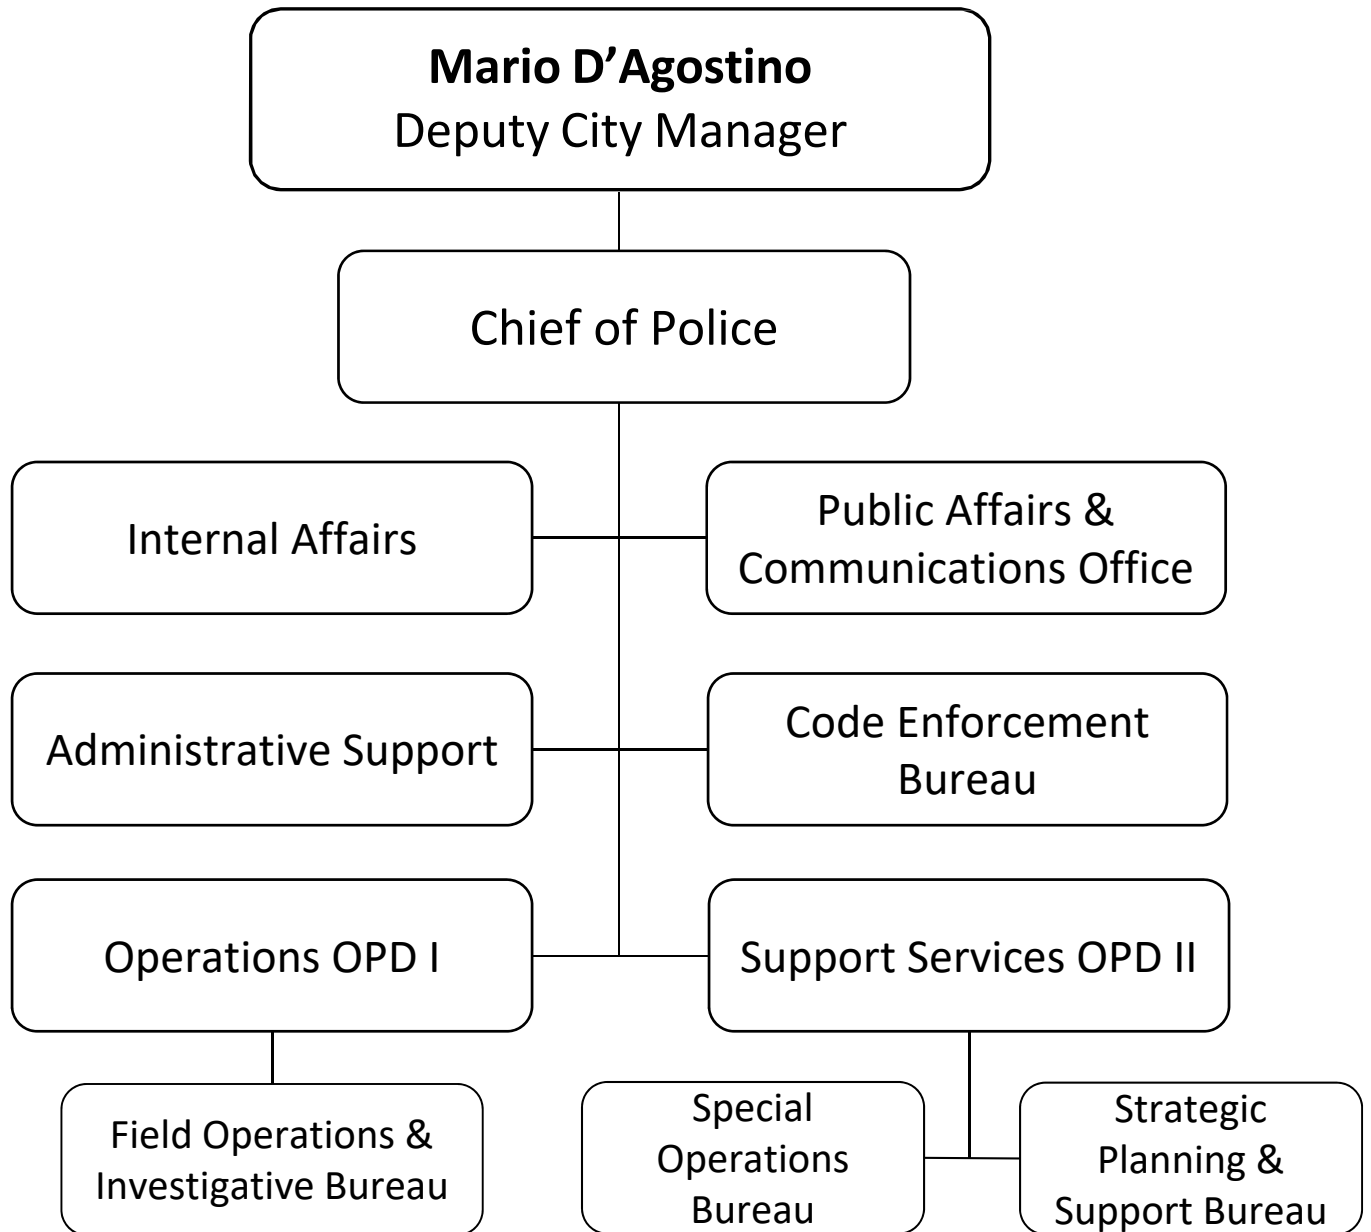 Mario D’Agostino
Deputy City Manager
Chief of Police
Internal Affairs
Public Affairs &
Communications Office
Administrative Support
Code Enforcement
Bureau
Operations OPD I
Support Services OPD II
Field Operations &
Investigative Bureau
Special
Operations
Bureau
Strategic
Planning &
Support Bureau